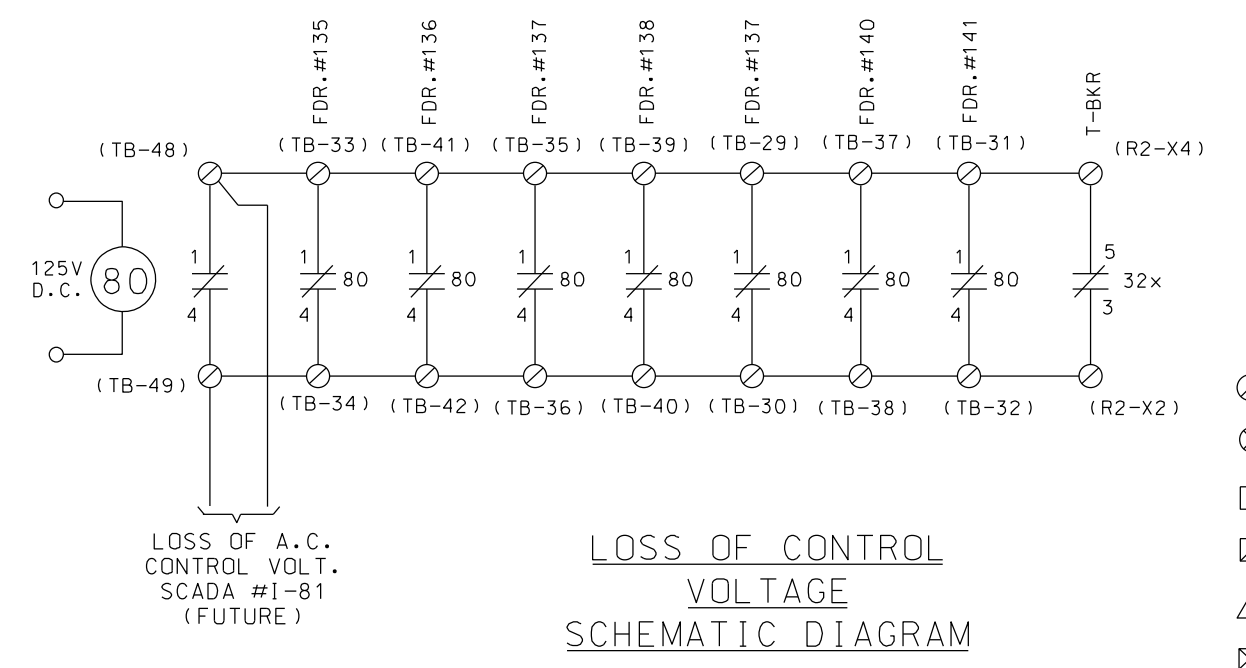 FDR.#135
FDR.#136
FDR.#137
FDR.#138
FDR.#137
FDR.#140
FDR.#141
T-BKR
(TB-48)
(TB-33)
(TB-41)
(TB-35)
(TB-39)
(TB-29)
(TB-37)
(TB-31)
(R2-X4)
125V
D.C.
80
1
4
1
80
4
1
80
4
1
80
4
1
80
4
1
80
4
1
80
4
1
80
4
5
32x
3
(TB-49)
(TB-34)
(TB-42)
(TB-36)
(TB-40)
(TB-30)
(TB-38)
(TB-32)
(R2-X2)
LOSS OF A.C.
CONTROL VOLT.
SCADA #I-81
(FUTURE)
LOSS OF CONTROL
VOLTAGE
SCHEMATIC DIAGRAM